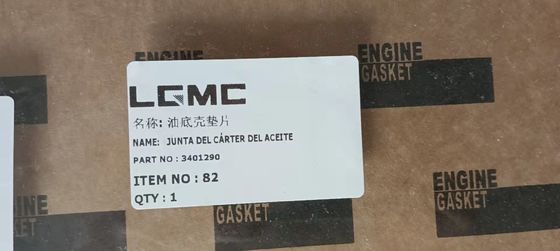 ENGINE
GASKET
LGMC
名称: 油底壳垫片
NAME: JUNTA DEL CÁRTER DEL ACEITE
PART NO : 3401290
ITEM NO : 82
QTY : 1
ENGINE
GASKET
ENGINE
GASKET